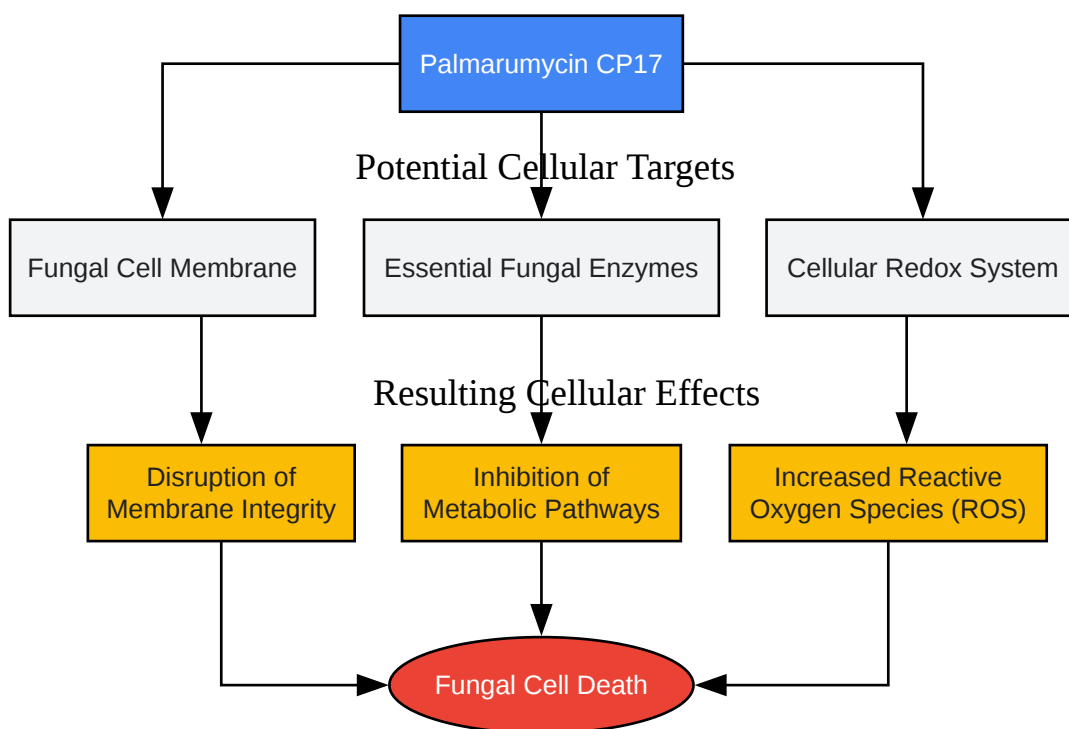 Palmarumycin CP17
Potential Cellular Targets
Fungal Cell Membrane
Essential Fungal Enzymes
Cellular Redox System
Resulting Cellular Effects
Disruption of
Membrane Integrity
Inhibition of
Metabolic Pathways
Increased Reactive
Oxygen Species (ROS)
Fungal Cell Death